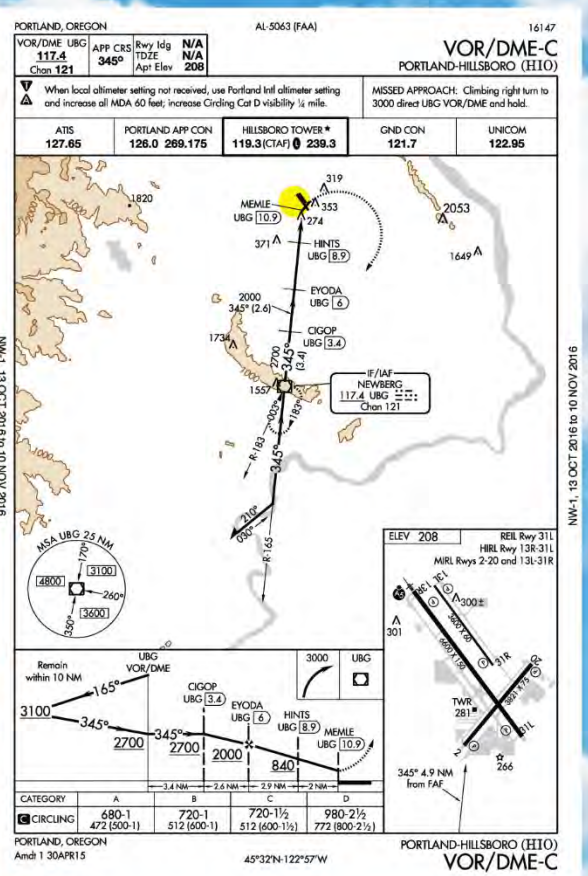 PORTLAND, OREGON
AL-5063 (FAA)
16147
VOR/DME UBG
117.4
Chan 121
APP CRS
345°
Rwy ldg N/A
TDZE N/A
Apt Elev 208
VOR/DME-C
PORTLAND-HILLSBORO (HIO)
T
A
When local altimeter setting not received, use Portland Intl altimeter setting
and increase all MDA 60 feet; increase Circling Cat D visibility ¼ mile.
MISSED APPROACH: Climbing right turn to
3000 direct UBG VOR/DME and hold.
ATIS
127.65
PORTLAND APP CON
126.0 269.175
HILLSBORO TOWER★
119.3 (CTAF) L 239.3
GND CON
121.7
UNICOM
122.95
1820
319
MEMLE
UBG 10.9
353
274
2053
371
HINTS
UBG 8.9
1649
EYODA
UBG 6
2000
345° (2.6)
CIGOP
UBG 3.4
1734
2700
345°
(3.4)
IF/IAF
NEWBERG
117.4 UBG
Chan 121
1557
003°
183°
R-183
345°
210°
030°
R-165
NW-1, 13 OCT 2016 to 10 NOV 2016
NW-1, 13 OCT 2016 to 10 NOV 2016
MSA UBG 25 NM
170°
3100
4800
260°
3600
350°
ELEV 208
REIL Rwy 31L
HIRL Rwy 13R-31L
MIRL Rwys 2-20 and 13L-31R
A5
13R
13L
300±
301
3600 X 60
6600 X 150
31R
20
3821 X 75
TWR
281
31L
2
266
345° 4.9 NM
from FAF
Remain
within 10 NM
UBG
VOR/DME
3000
UBG
165°
3100
345°
2700
345°
CIGOP
UBG 3.4
2700
EYODA
UBG 6
2000
HINTS
UBG 8.9
840
MEMLE
UBG 10.9
3.4 NM
2.6 NM
2.9 NM
2 NM
CATEGORY A B C D
C CIRCLING
680-1
472 (500-1)
720-1
512 (600-1)
720-1½
512 (600-1½)
980-2½
772 (800-2½)
PORTLAND, OREGON
Amdt 1 30APR15
45°32'N-122°57'W
PORTLAND-HILLSBORO (HIO)
VOR/DME-C